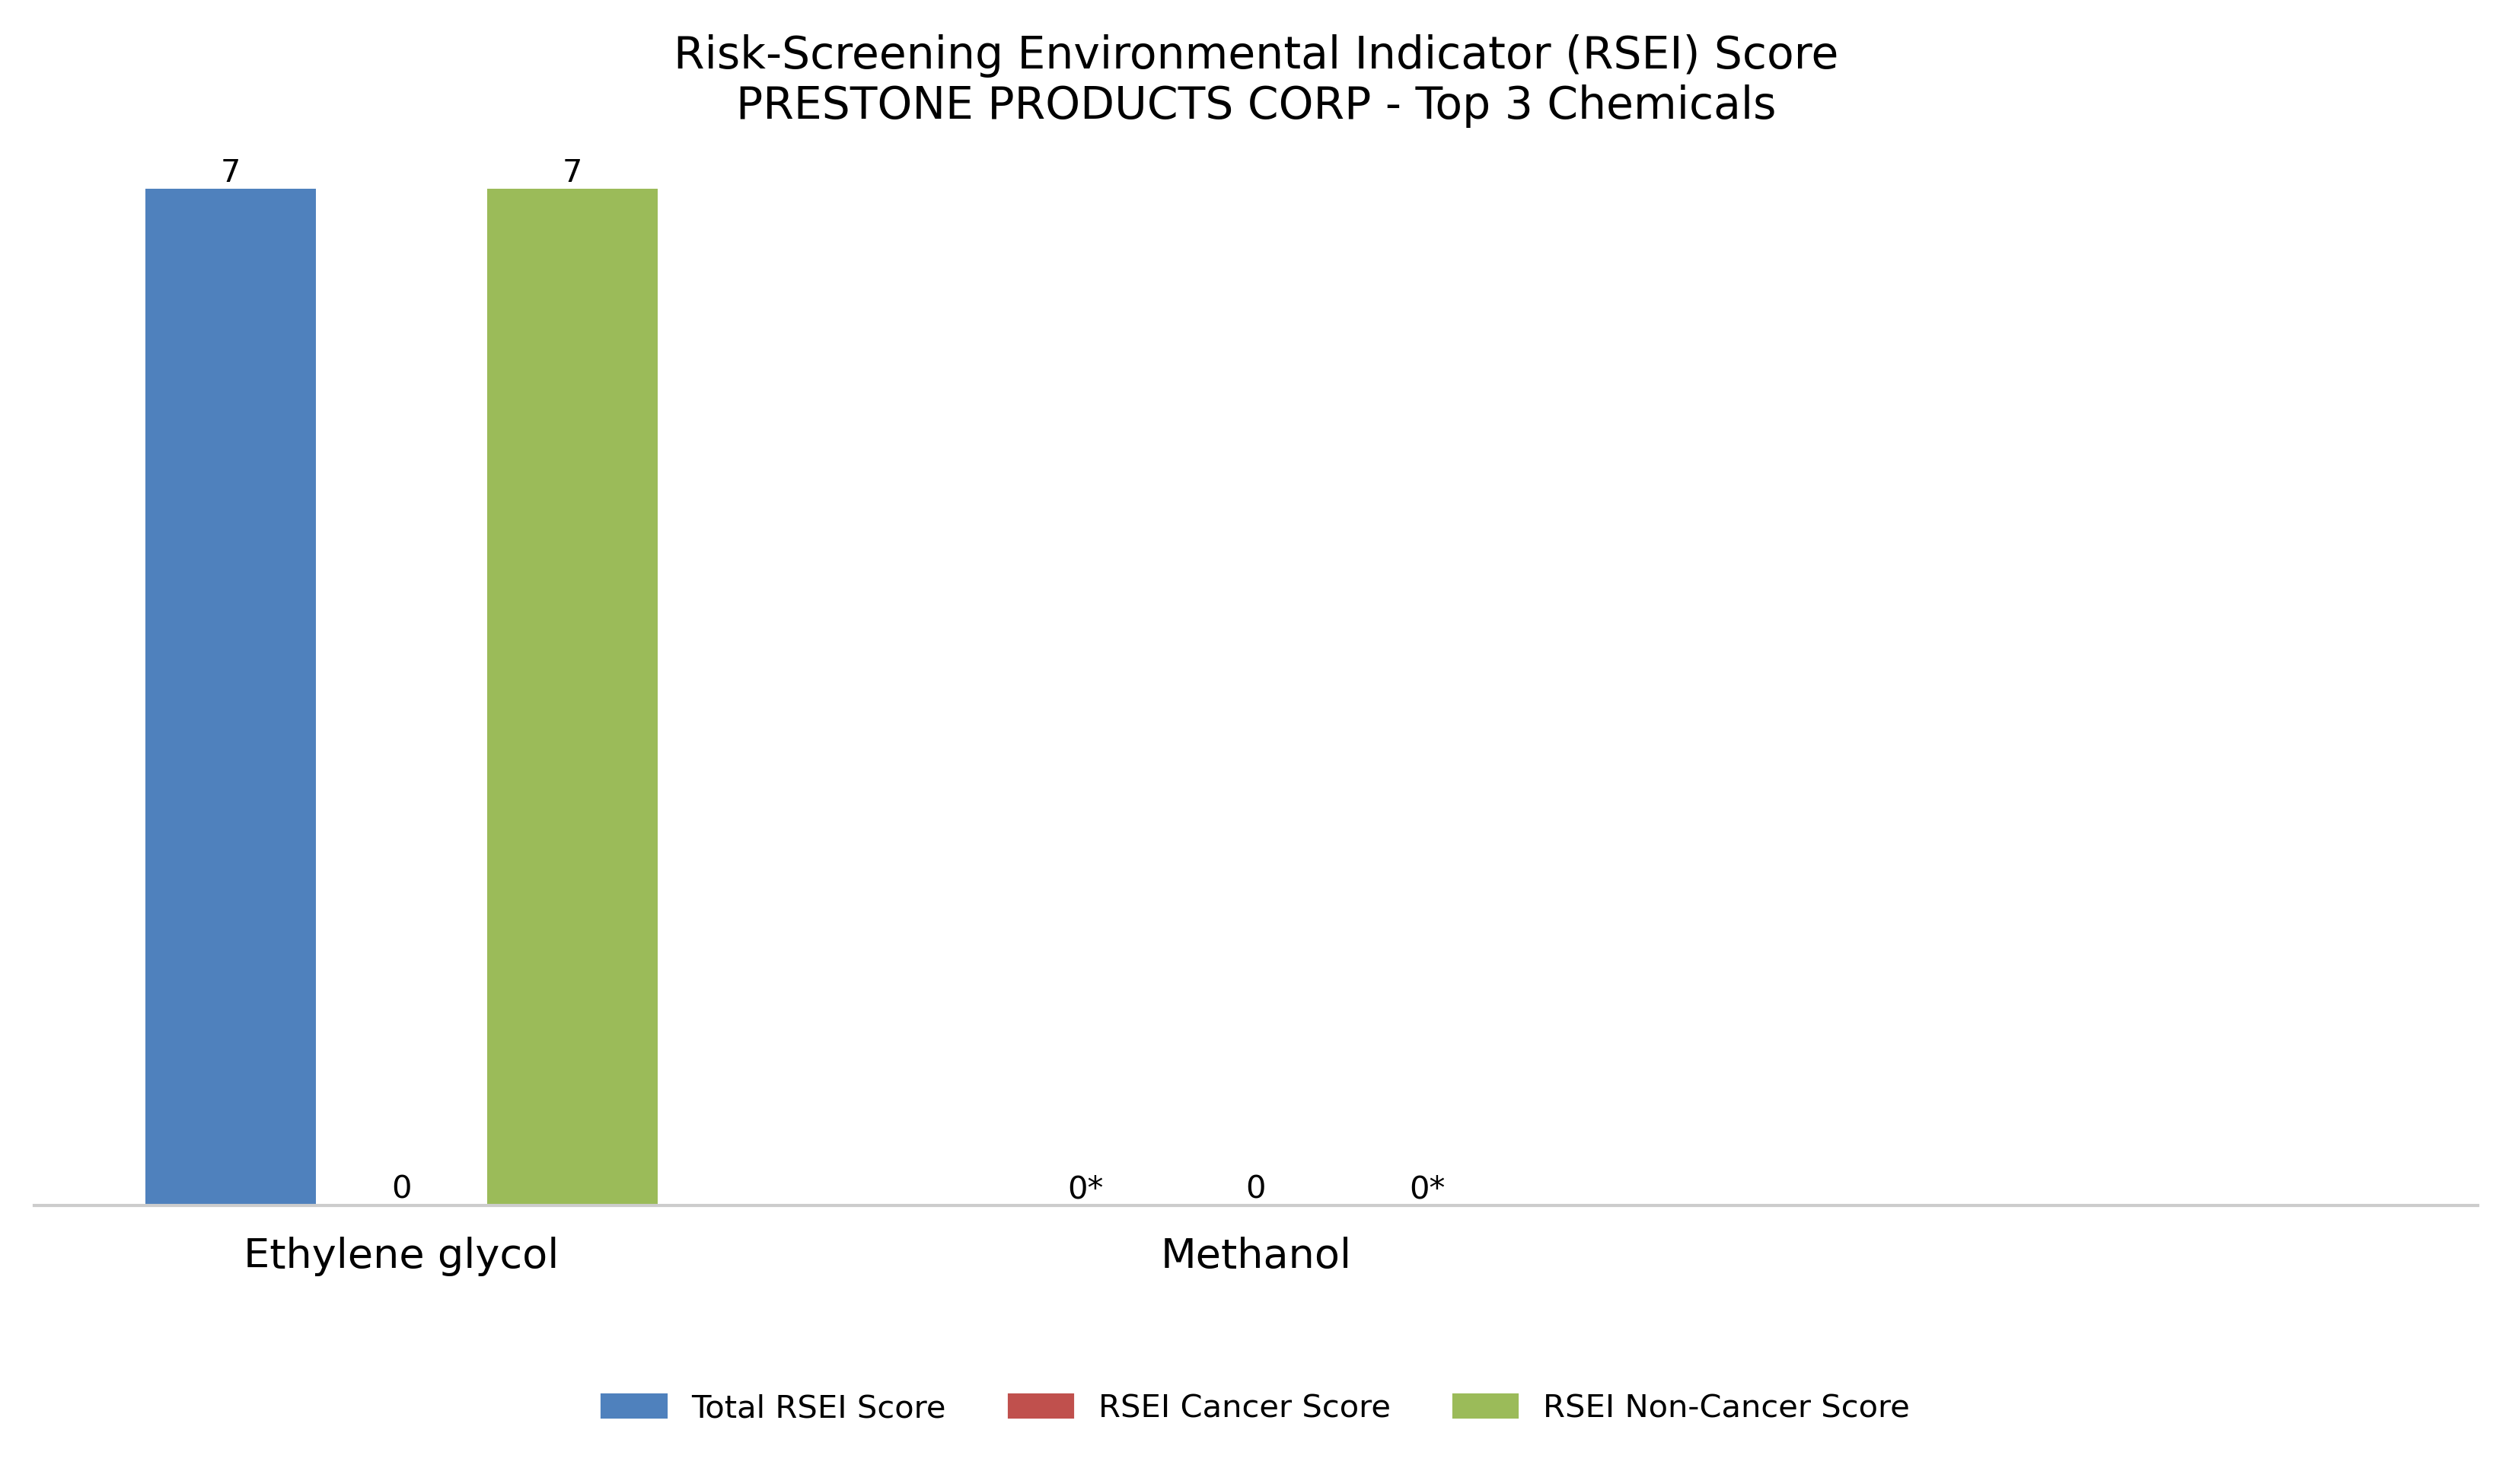 Risk-Screening Environmental Indicator (RSEI) Score
PRESTONE PRODUCTS CORP - Top 3 Chemicals
7
7
0
0*
0
0*
Ethylene glycol
Methanol
Total RSEI Score
RSEI Cancer Score
RSEI Non-Cancer Score